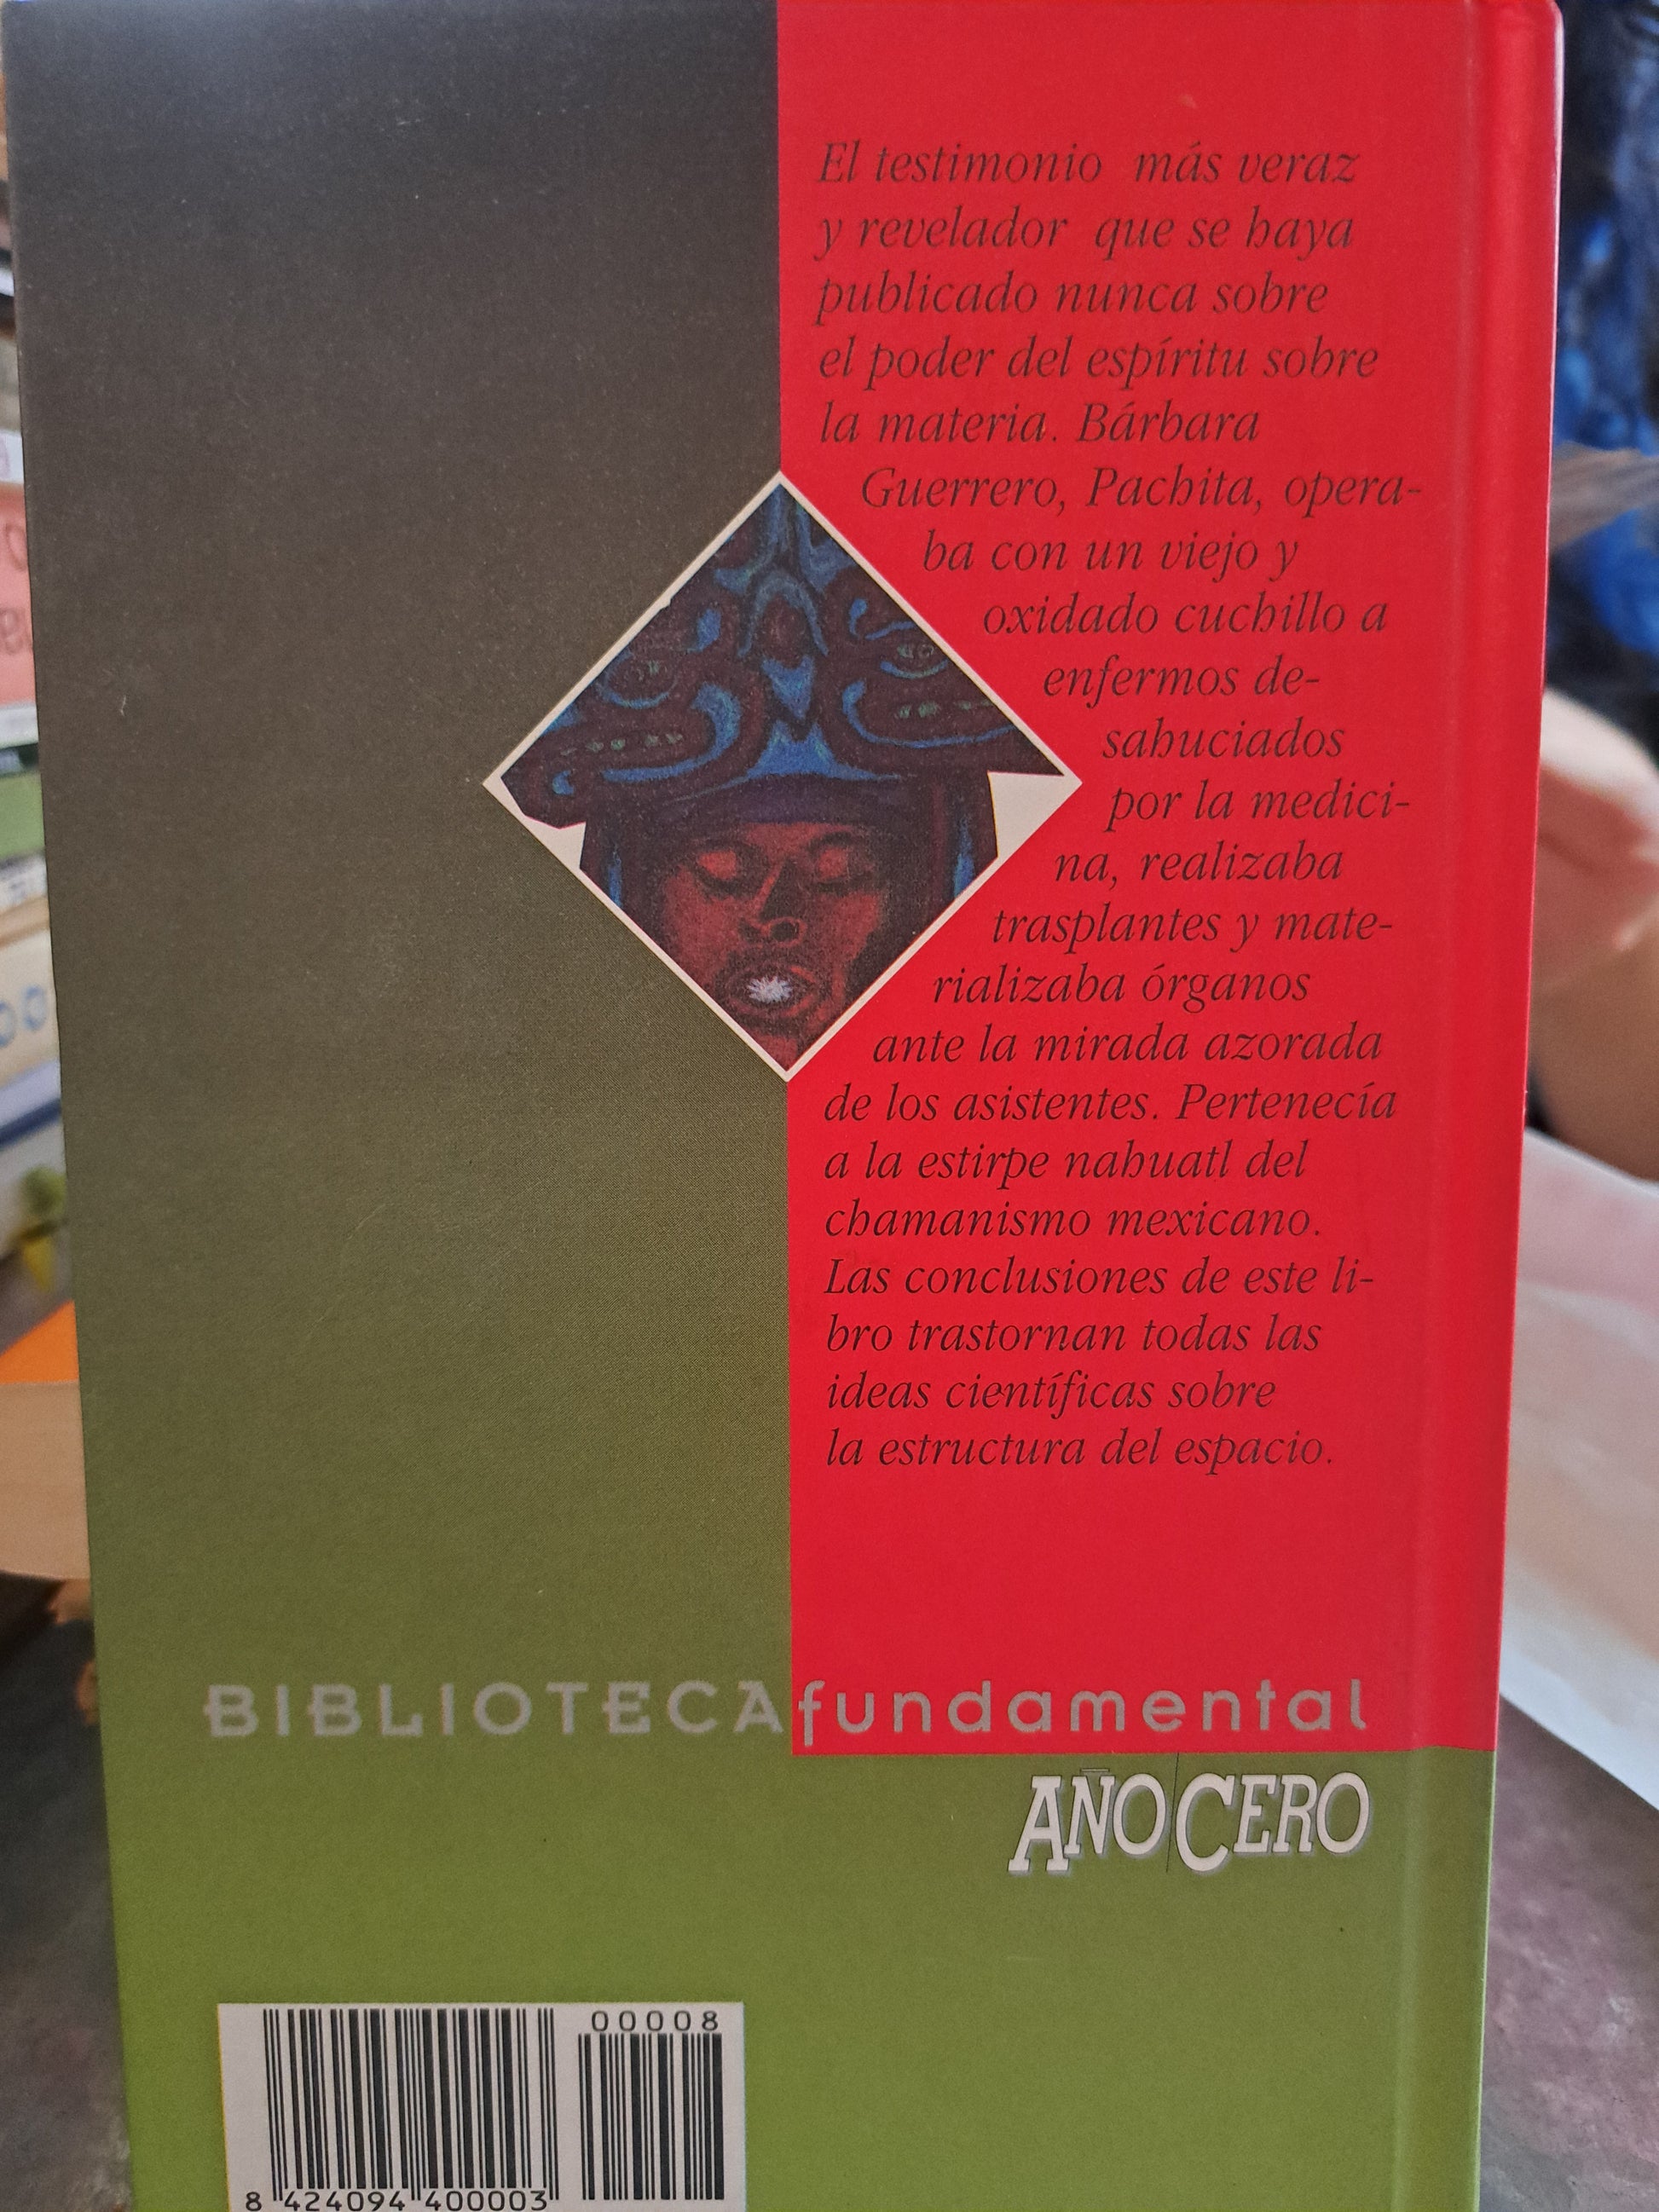 El testimonio más veraz
y revelador que se haya
publicado nunca sobre
el poder del espíritu sobre
la materia. Bárbara
Guerrero, Pachita, opera-
ba con un viejo y
oxidado cuchillo a
enfermos de-
sahuciados
por la medici-
na, realizaba
trasplantes y mate-
rializaba órganos
ante la mirada azorada
de los asistentes. Pertenecía
a la estirpe nahuatl del
chamanismo mexicano.
Las conclusiones de este li-
bro trastornan todas las
ideas científicas sobre
la estructura del espacio.
BIBLIOTECAfundamental
AÑO CERO
00008
8 424094 400003